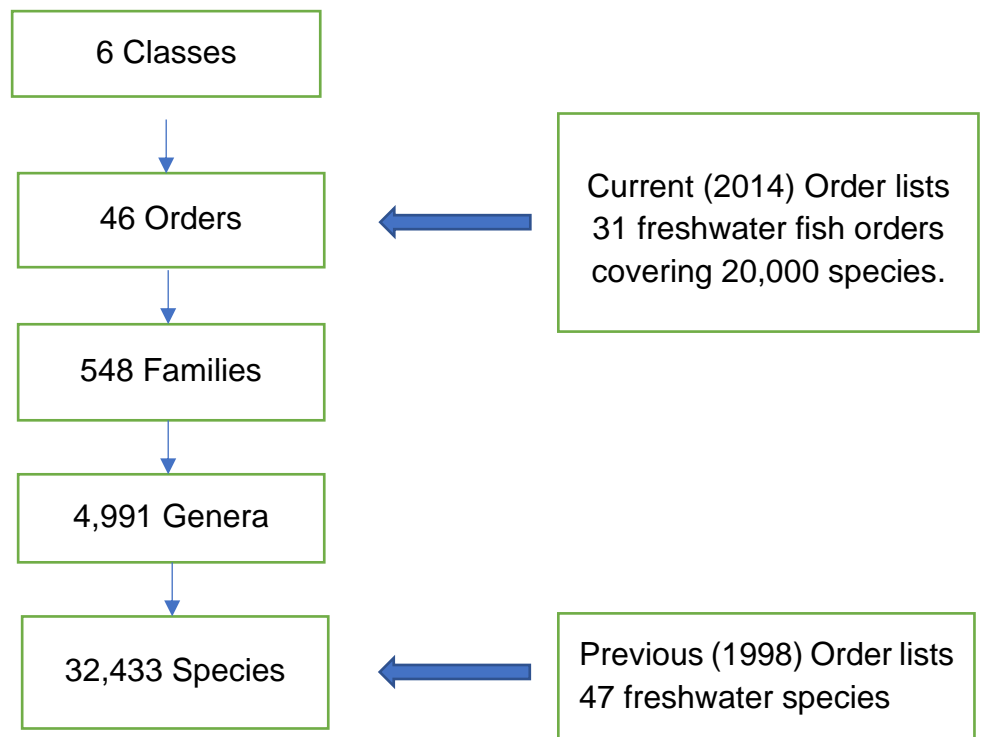 6 Classes
46 Orders
Current (2014) Order lists
31 freshwater fish orders
covering 20,000 species.
548 Families
4,991 Genera
32,433 Species
Previous (1998) Order lists
47 freshwater species